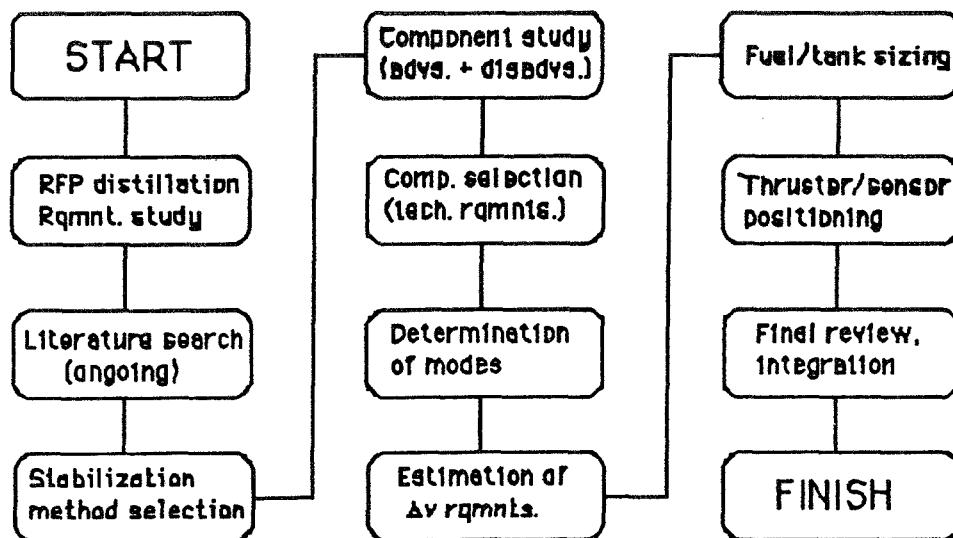 START
RFP distillation
Rqmnt. study
Literature search
(ongoing)
Stabilization
method selection
Component study
(advs. + disadvs.)
Comp. selection
(tech. rqmnts.)
Determination
of modes
Estimation of
Δv rqmnts.
Fuel/tank sizing
Thruster/sensor
positioning
Final review,
integration
FINISH